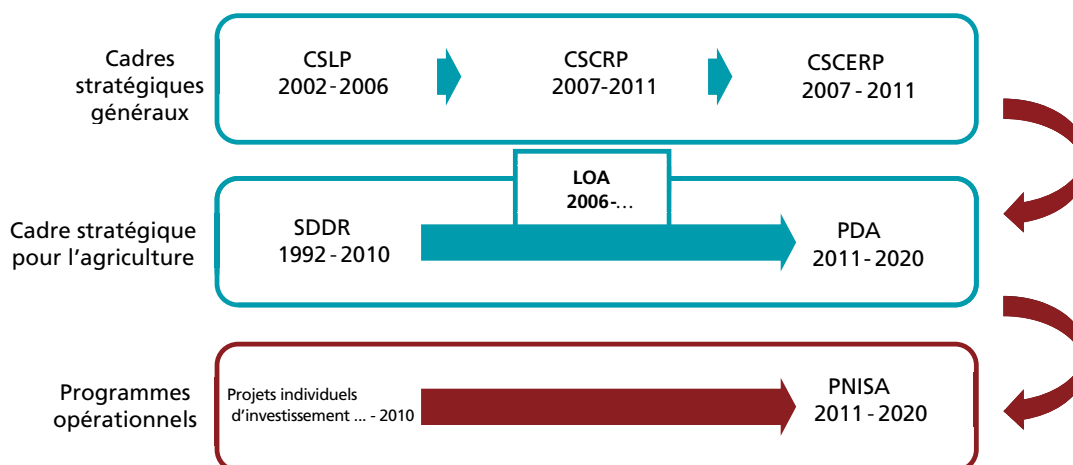 Cadres
stratégiques
généraux
CSLP
2002-2006
CSCRP
2007-2011
CSCERP
2007-2011
LOA
2006-...
Cadre stratégique
pour l'agriculture
SDDR
1992-2010
PDA
2011-2020
Programmes
opérationnels
Projets individuels
d'investissement ... - 2010
PNISA
2011-2020